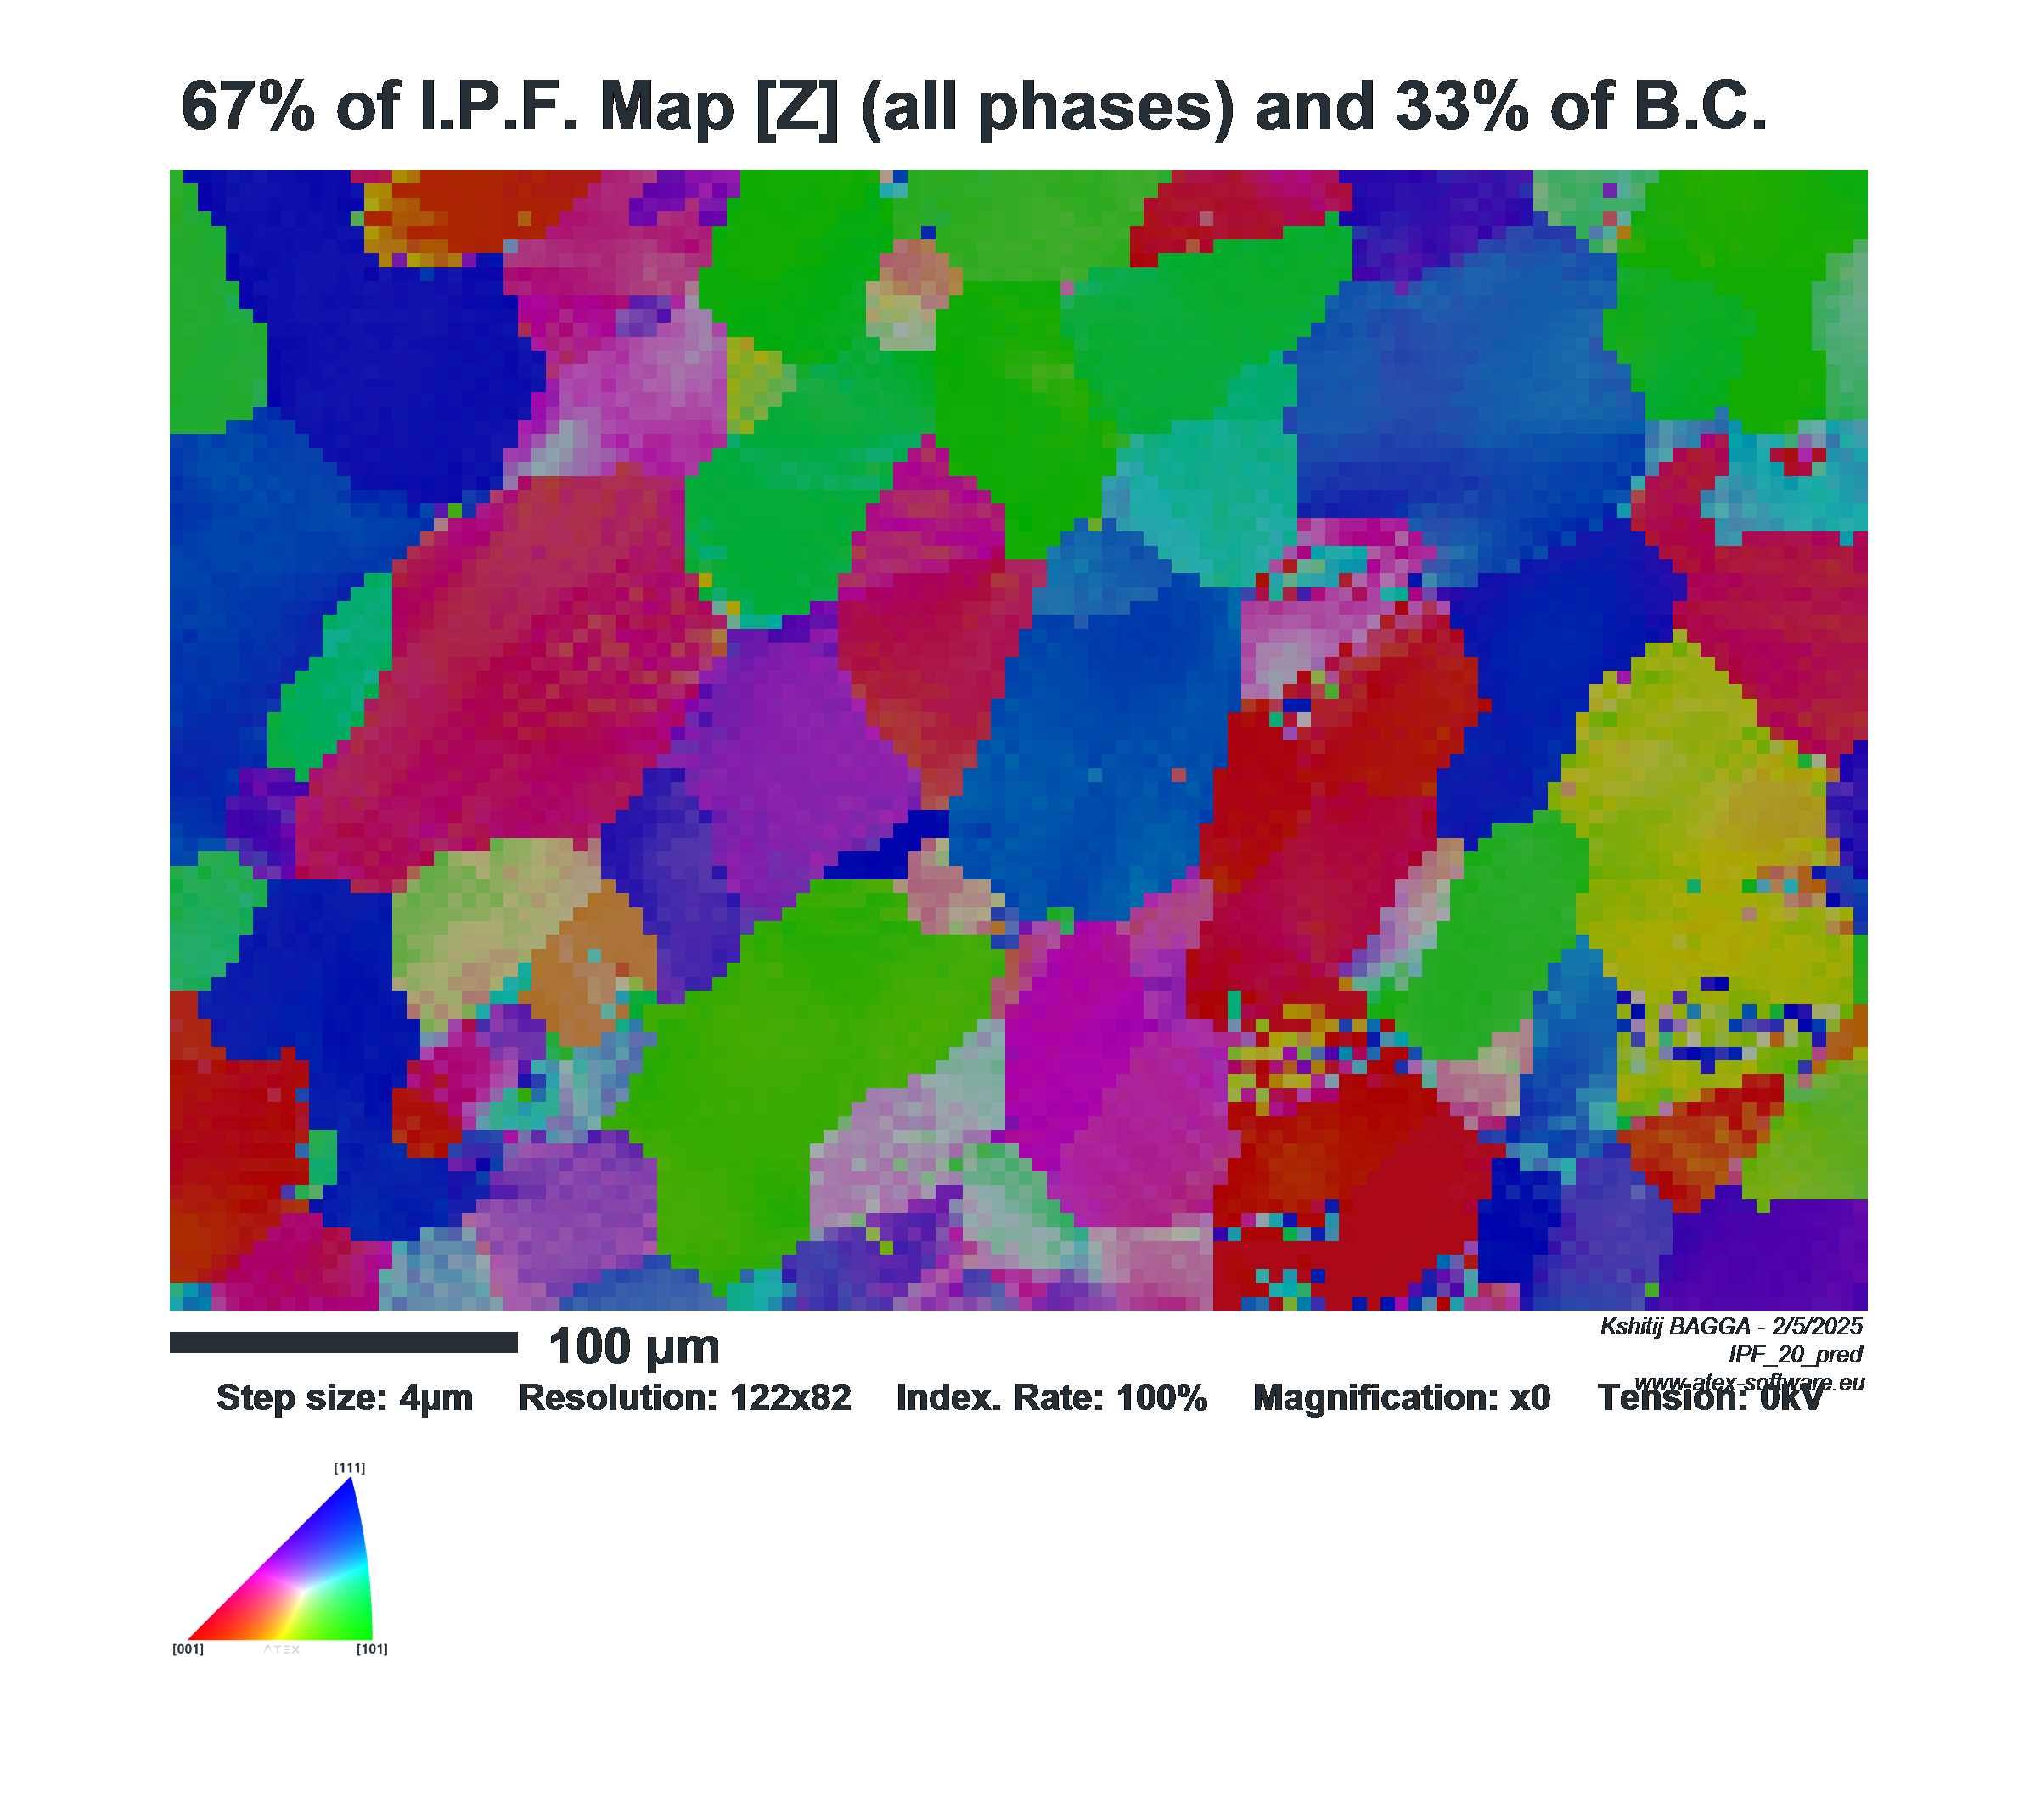 67% of I.P.F. Map [Z] (all phases) and 33% of B.C.
100 µm
Kshitij BAGGA - 2/5/2025
IPF_20_pred
www.atex-software.eu
Step size: 4µm Resolution: 122x82 Index. Rate: 100% Magnification: x0 Tension: 0kV
[111]
[001] ATEX [101]